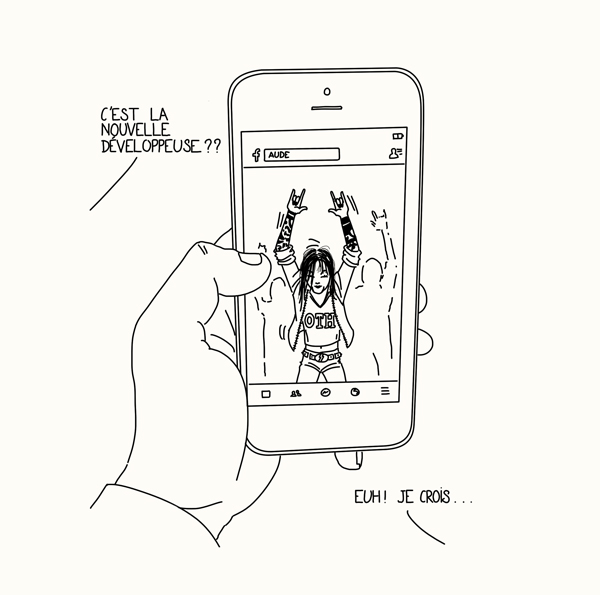 C'EST LA
NOUVELLE
DÉVELOPPEUSE ??
f AUDE
OTH
EUH! JE CROIS...